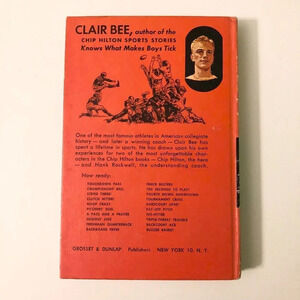 CLAIR BEE, author of the
CHIP HILTON SPORTS STORIES
Knows What Makes Boys Tick
One of the most famous athletes in American collegiate
history — and later a winning coach — Clair Bee has
spent a lifetime in sports. He has drawn upon his own
experiences for two of the most unforgettable char-
acters in the Chip Hilton books — Chip Hilton, the hero
— and Hank Rockwell, the understanding coach.
Now ready:
TOUCHDOWN PASS
CHAMPIONSHIP BALL
STRIKE THREE!
CLUTCH HITTER!
HOOP CRAZY
PITCHERS' DUEL
A PASS AND A PRAYER
DUGOUT JINX
FRESHMAN QUARTERBACK
BACKBOARD FEVER
FENCE BUSTERS
TEN SECONDS TO PLAY!
FOURTH DOWN SHOWDOWN
TOURNAMENT CRISIS
HARDCOURT UPSET
PAY-OFF PITCH
NO-HITTER
TRIPLE-THREAT TROUBLE
BACKCOURT ACE
BUZZER BASKET
GROSSET & DUNLAP Publishers NEW YORK 10, N. Y.